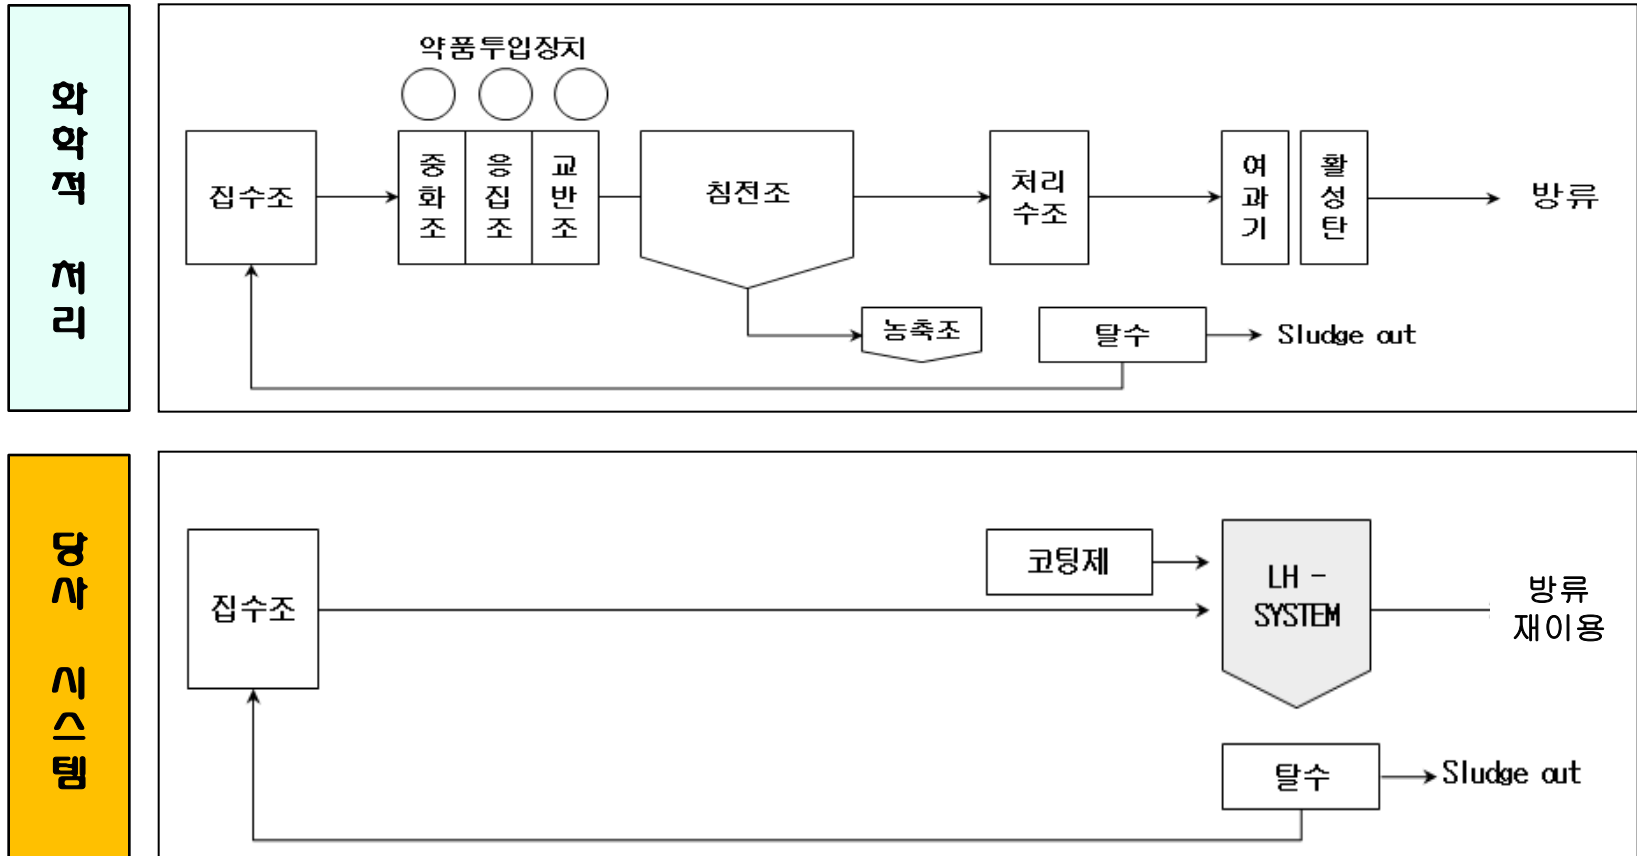 화학적 처리
약품투입장치
집수조
중화조
응집조
교반조
침전조
처리
수조
여과기
활성탄
방류
농축조
탈수
Sludge out
당사 시스템
집수조
코팅제
LH -
SYSTEM
방류
재이용
탈수
Sludge out